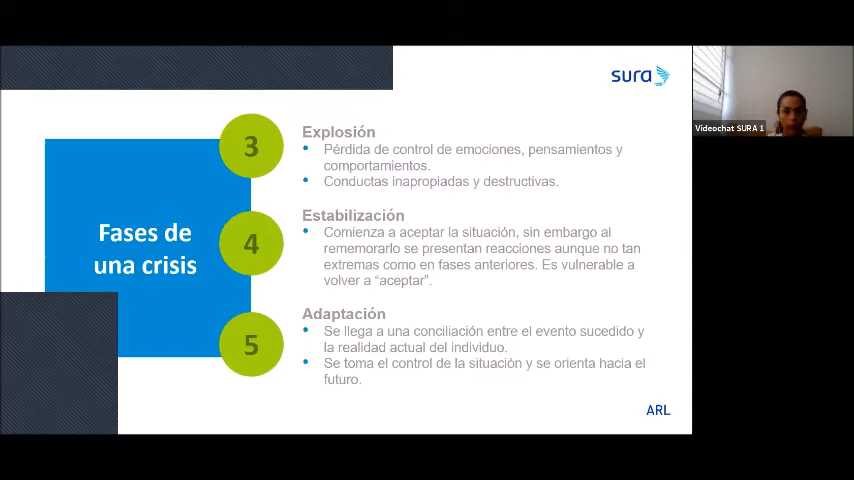 sura
Videochat SURA 1
Fases de
una crisis
3
Explosión
• Pérdida de control de emociones, pensamientos y
comportamientos.
• Conductas inapropiadas y destructivas.
4
Estabilización
• Comienza a aceptar la situación, sin embargo al
rememorarlo se presentan reacciones aunque no tan
extremas como en fases anteriores. Es vulnerable a
volver a “aceptar”.
5
Adaptación
• Se llega a una conciliación entre el evento sucedido y
la realidad actual del individuo.
• Se toma el control de la situación y se orienta hacia el
futuro.
ARL